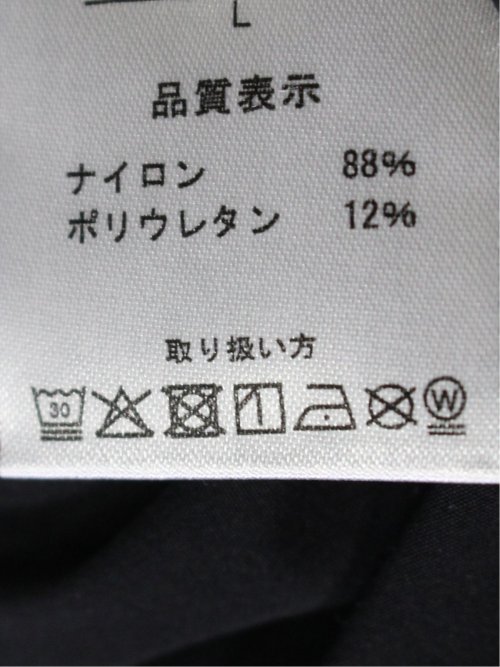 L
品質表示
ナイロン 88%
ポリウレタン 12%
取り扱い方
30 W